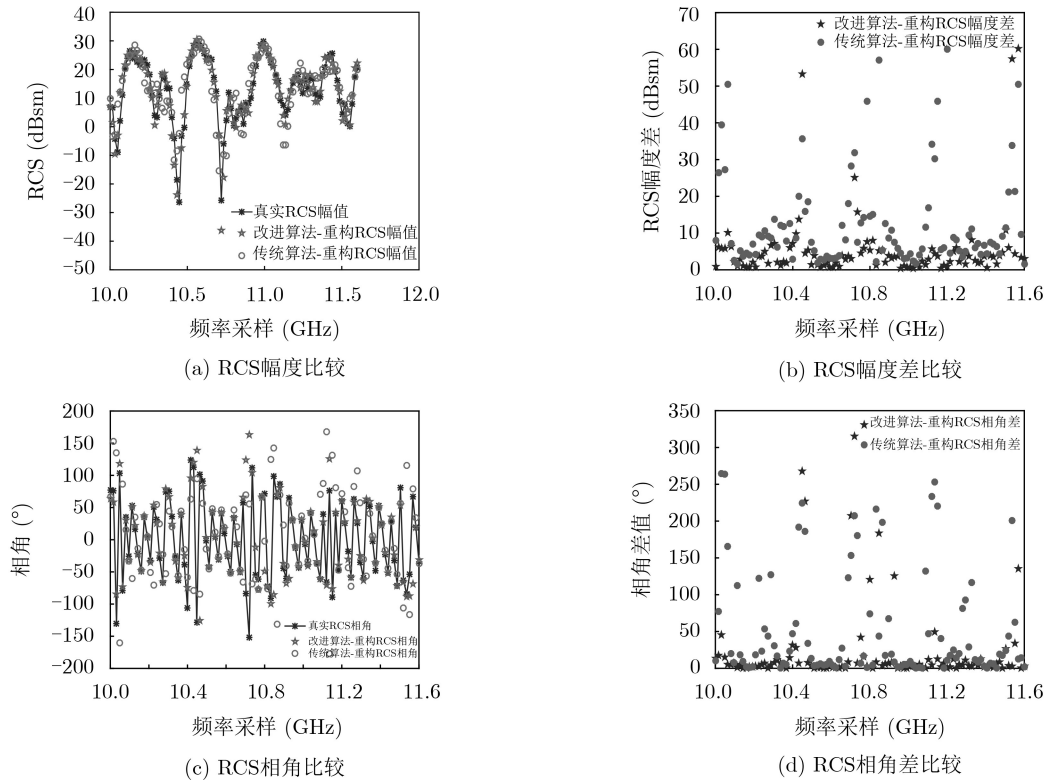 40
30
20
10
0
−10
−20
−30
−40
−50
RCS (dBsm)
真实RCS幅值
改进算法-重构RCS幅值
传统算法-重构RCS幅值
10.0 10.5 11.0 11.5 12.0
频率采样 (GHz)
(a) RCS幅度比较
70
60
50
40
30
20
10
0
RCS幅度差 (dBsm)
改进算法-重构RCS幅度差
传统算法-重构RCS幅度差
10.0 10.4 10.8 11.2 11.6
频率采样 (GHz)
(b) RCS幅度差比较
200
150
100
50
0
−50
−100
−150
−200
相角 (°)
真实RCS相角
改进算法-重构RCS相角
传统算法-重构RCS相角
10.0 10.4 10.8 11.2 11.6
频率采样 (GHz)
(c) RCS相角比较
350
300
250
200
150
100
50
0
相角差值 (°)
改进算法-重构RCS相角差
传统算法-重构RCS相角差
10.0 10.4 10.8 11.2 11.6
频率采样 (GHz)
(d) RCS相角差比较